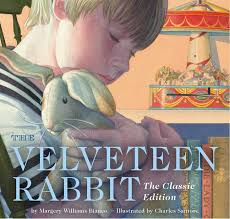 THE
VELVETEEN
RABBIT
The Classic
Edition
by Margery Williams Bianco • Illustrated by Charles Santore